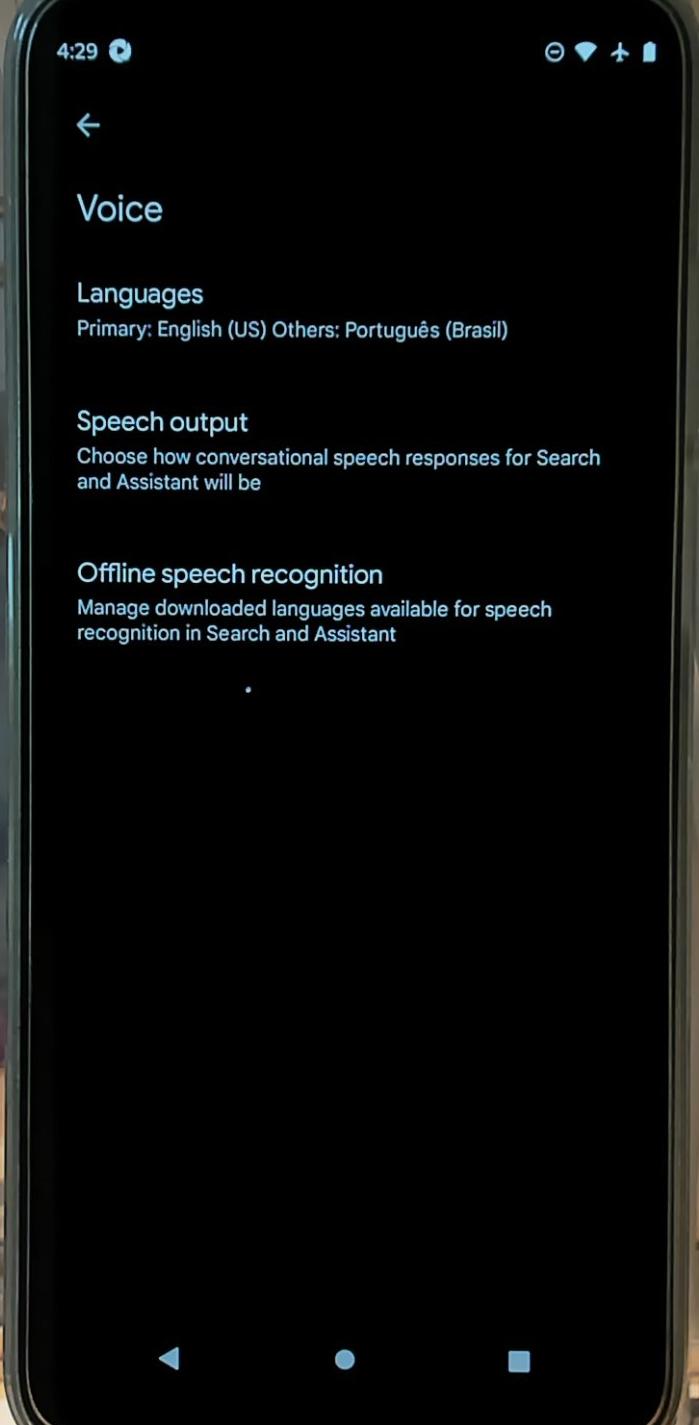 4:29
Voice
Languages
Primary: English (US) Others: Português (Brasil)
Speech output
Choose how conversational speech responses for Search
and Assistant will be
Offline speech recognition
Manage downloaded languages available for speech
recognition in Search and Assistant